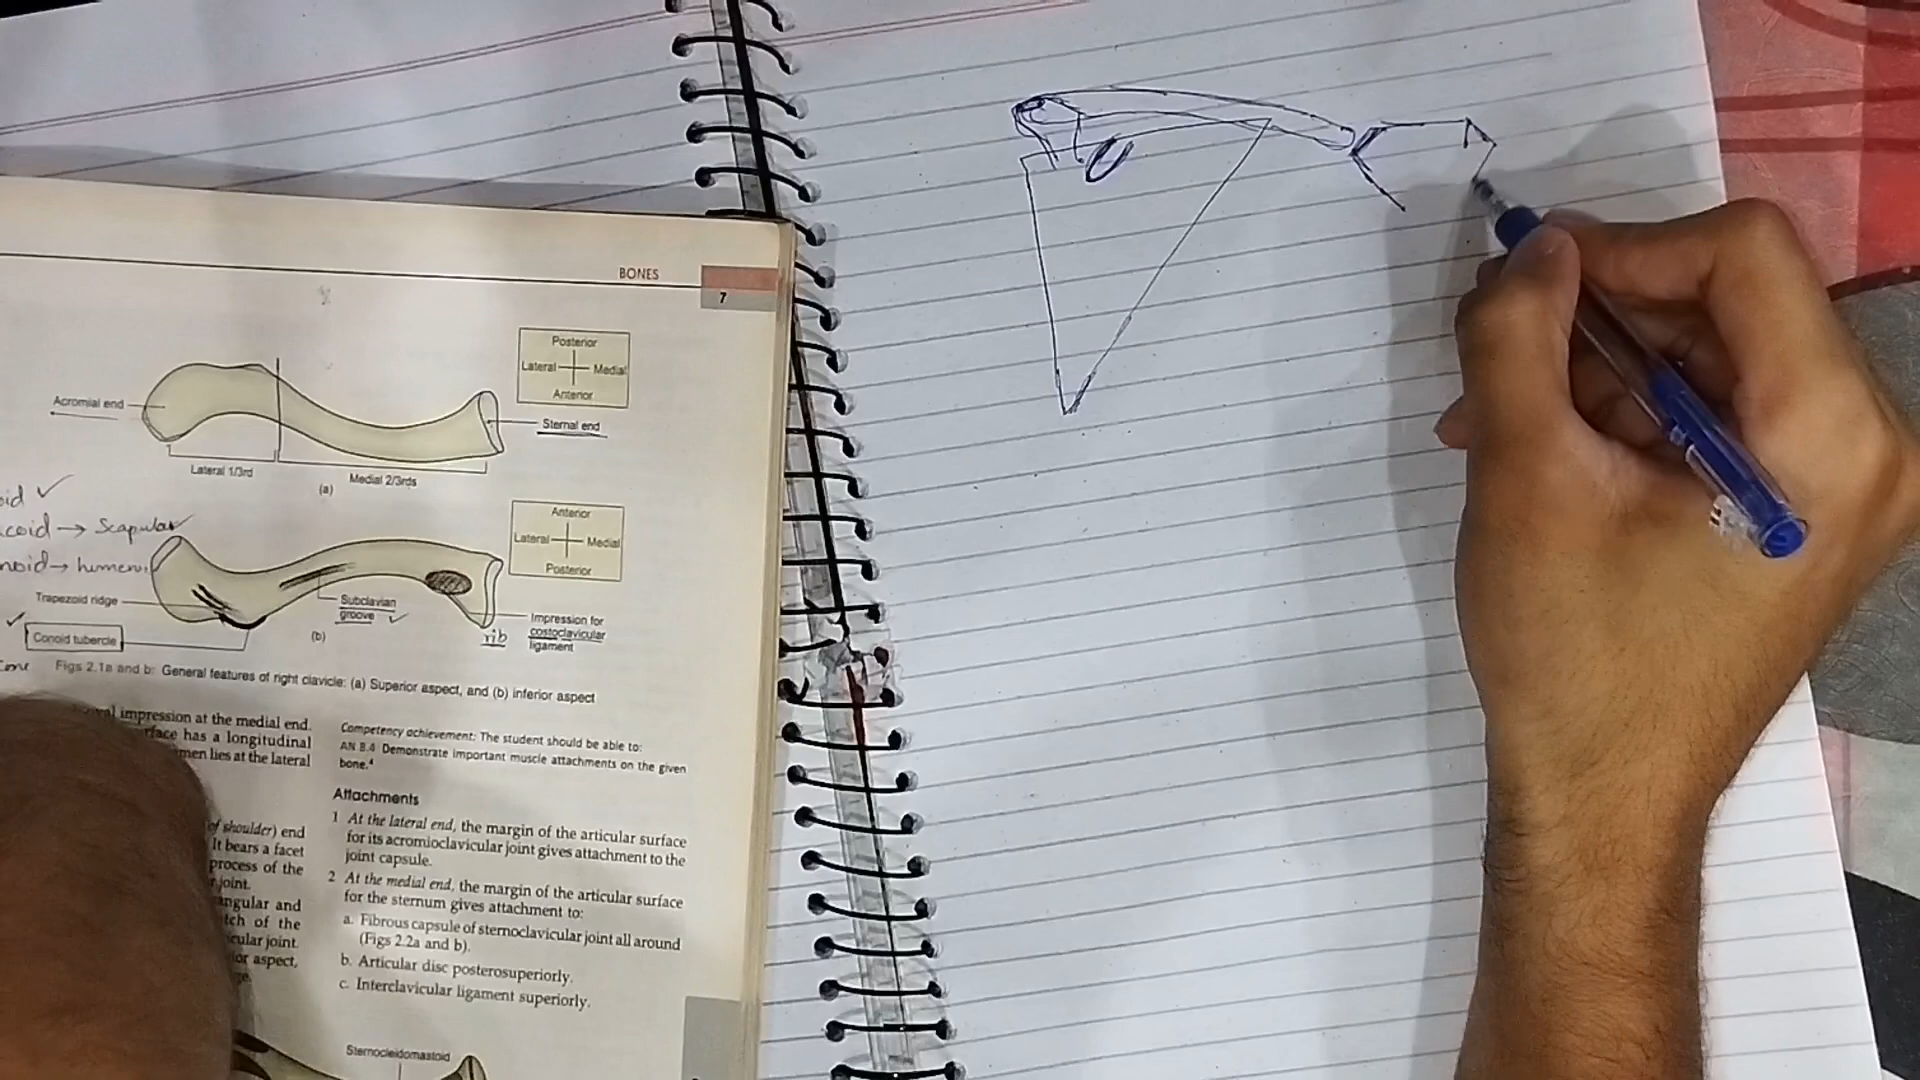 BONES
7
Posterior
Lateral Medial
Anterior
Acromial end
Sternal end
Lateral 1/3rd
Medial 2/3rds
(a)
oid ✓
coid → Scapular
noid → humeru
Anterior
Lateral Medial
Posterior
Trapezoid ridge
Subclavian
groove ✓
Impression for
costoclavicular
ligament
rib
(b)
✓
Conoid tubercle
Cone
Figs 2.1a and b: General features of right clavicle: (a) Superior aspect, and (b) inferior aspect
impression at the medial end.
rface has a longitudinal
men lies at the lateral
of shoulder) end
It bears a facet
process of the
joint.
angular and
tch of the
icular joint.
ior aspect,
ge.
Competency achievement: The student should be able to:
AN 8.4 Demonstrate important muscle attachments on the given
bone.⁴
Attachments
1 At the lateral end, the margin of the articular surface
for its acromioclavicular joint gives attachment to the
joint capsule.
2 At the medial end, the margin of the articular surface
for the sternum gives attachment to:
a. Fibrous capsule of sternoclavicular joint all around
(Figs 2.2a and b).
b. Articular disc posterosuperiorly.
c. Interclavicular ligament superiorly.
Sternocleidomastoid